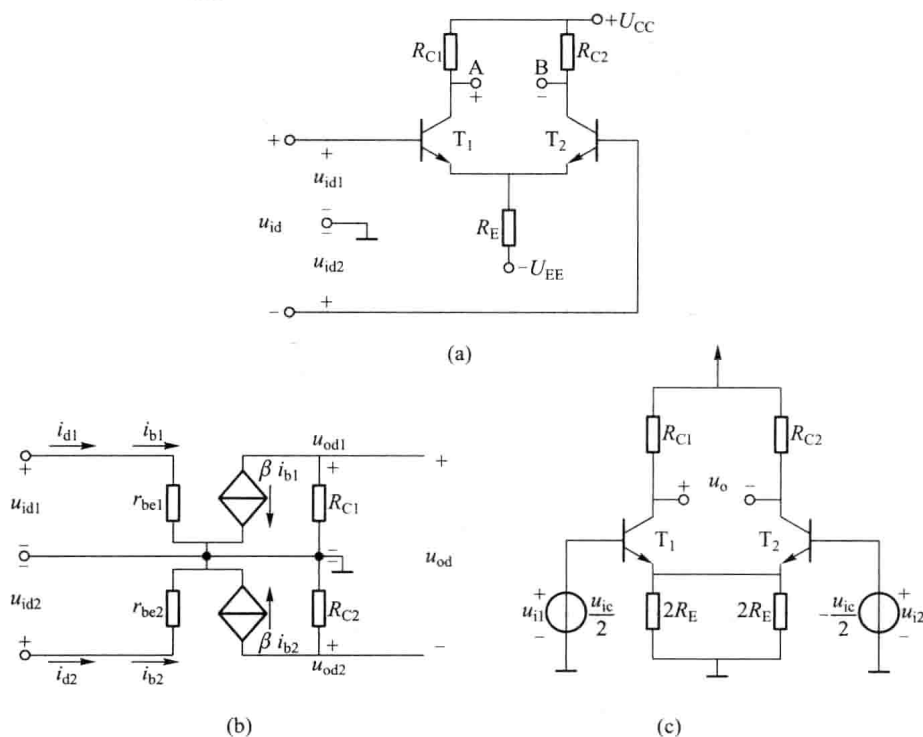 +U_CC
R_C1 A B R_C2
+ −
+ + T_1 T_2
u_id1
u_id
R_E
u_id2
−U_EE
− +
(a)
i_d1 i_b1 u_od1
+ + +
u_id1 r_be1 β i_b1 R_C1
u_od
u_id2 r_be2 β i_b2 R_C2
+ + −
i_d2 i_b2 u_od2
(b)
R_C1 R_C2
+ u_o −
T_1 T_2
u_i1 + − u_ic/2 2R_E 2R_E −u_ic/2 + − u_i2
(c)